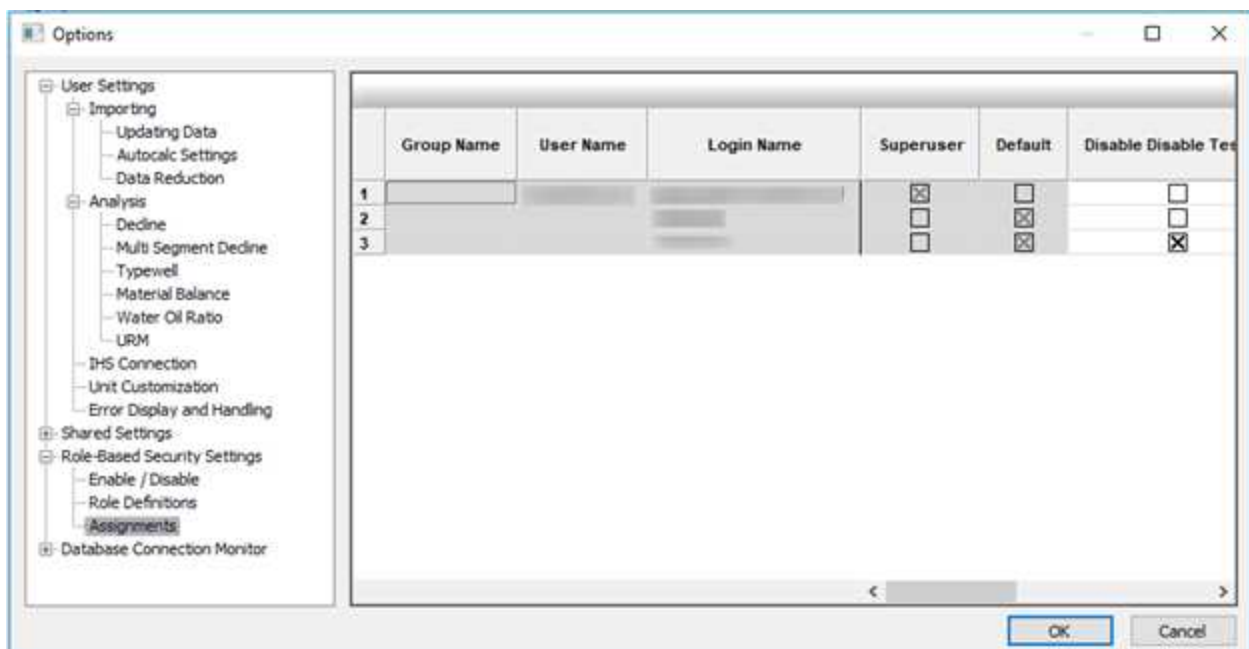 Options
User Settings
Importing
Updating Data
Autocalc Settings
Data Reduction
Analysis
Decline
Multi Segment Decline
Typewell
Material Balance
Water Oil Ratio
URM
IHS Connection
Unit Customization
Error Display and Handling
Shared Settings
Role-Based Security Settings
Enable / Disable
Role Definitions
Assignments
Database Connection Monitor
Group Name User Name Login Name Superuser Default Disable Disable Tes
1
2
3
OK Cancel